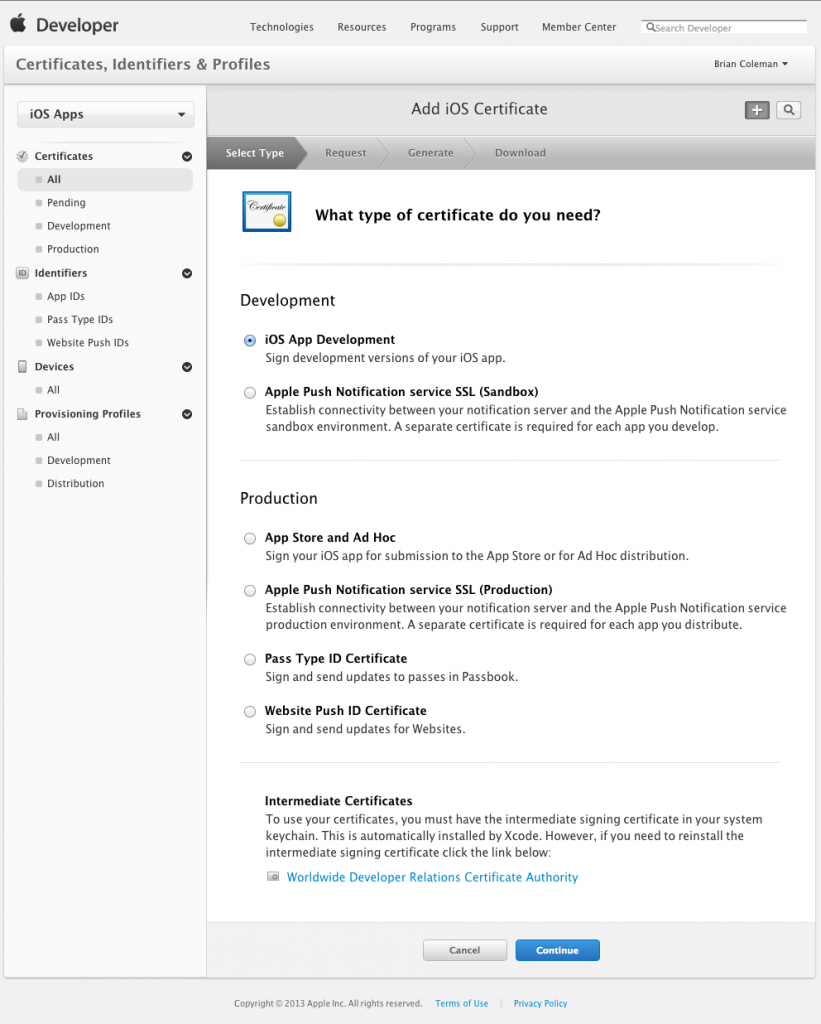 Developer
Technologies Resources Programs Support Member Center Search Developer
Certificates, Identifiers & Profiles
Brian Coleman
iOS Apps
Certificates
All
Pending
Development
Production
ID Identifiers
App IDs
Pass Type IDs
Website Push IDs
Devices
All
Provisioning Profiles
All
Development
Distribution
Add iOS Certificate
Select Type Request Generate Download
Certificate
What type of certificate do you need?
Development
iOS App Development
Sign development versions of your iOS app.
Apple Push Notification service SSL (Sandbox)
Establish connectivity between your notification server and the Apple Push Notification service
sandbox environment. A separate certificate is required for each app you develop.
Production
App Store and Ad Hoc
Sign your iOS app for submission to the App Store or for Ad Hoc distribution.
Apple Push Notification service SSL (Production)
Establish connectivity between your notification server and the Apple Push Notification service
production environment. A separate certificate is required for each app you distribute.
Pass Type ID Certificate
Sign and send updates to passes in Passbook.
Website Push ID Certificate
Sign and send updates for Websites.
Intermediate Certificates
To use your certificates, you must have the intermediate signing certificate in your system
keychain. This is automatically installed by Xcode. However, if you need to reinstall the
intermediate signing certificate click the link below:
Worldwide Developer Relations Certificate Authority
Cancel Continue
Copyright © 2013 Apple Inc. All rights reserved. Terms of Use Privacy Policy